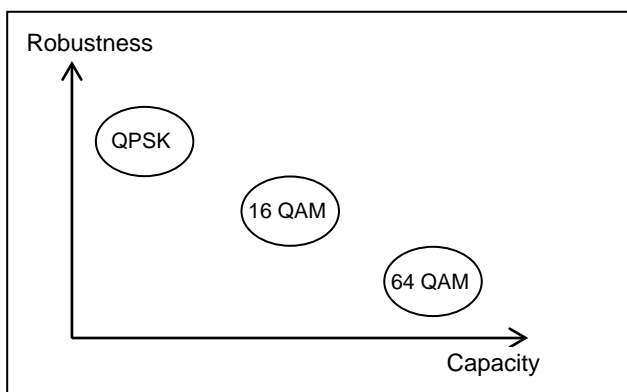 Robustness
QPSK
16 QAM
64 QAM
Capacity